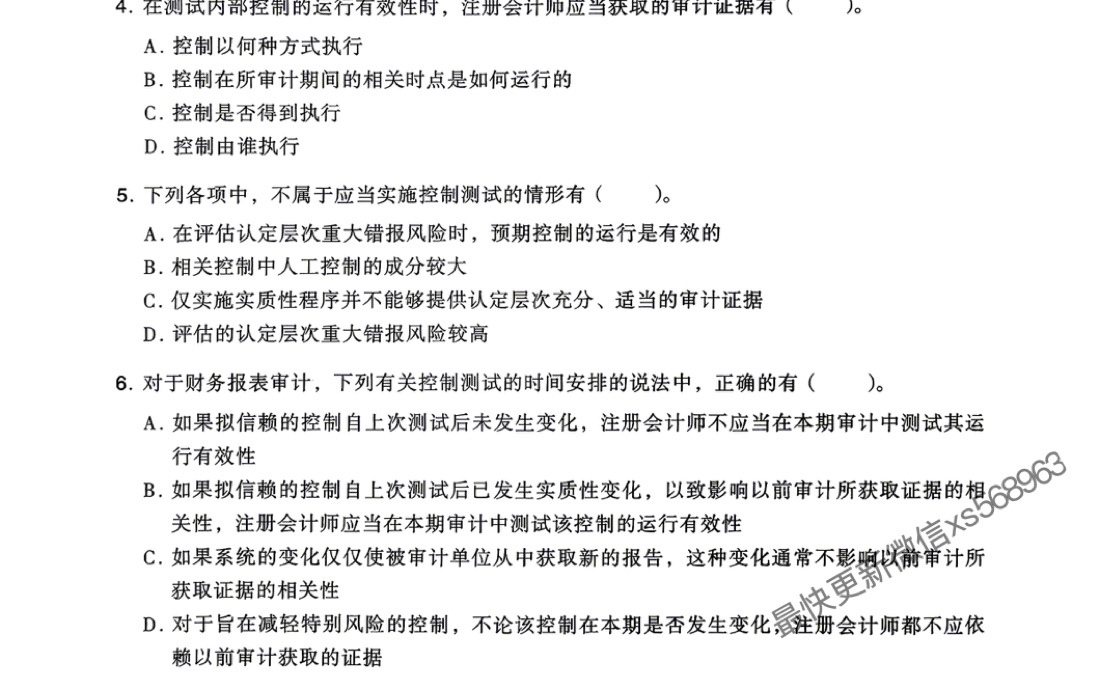 4. 在测试内部控制的运行有效性时，注册会计师应当获取的审计证据有（　　）。
A. 控制以何种方式执行
B. 控制在所审计期间的相关时点是如何运行的
C. 控制是否得到执行
D. 控制由谁执行
5. 下列各项中，不属于应当实施控制测试的情形有（　　）。
A. 在评估认定层次重大错报风险时，预期控制的运行是有效的
B. 相关控制中人工控制的成分较大
C. 仅实施实质性程序并不能够提供认定层次充分、适当的审计证据
D. 评估的认定层次重大错报风险较高
6. 对于财务报表审计，下列有关控制测试的时间安排的说法中，正确的有（　　）。
A. 如果拟信赖的控制自上次测试后未发生变化，注册会计师不应当在本期审计中测试其运
行有效性
B. 如果拟信赖的控制自上次测试后已发生实质性变化，以致影响以前审计所获取证据的相
关性，注册会计师应当在本期审计中测试该控制的运行有效性
C. 如果系统的变化仅仅使被审计单位从中获取新的报告，这种变化通常不影响以前审计所
获取证据的相关性
D. 对于旨在减轻特别风险的控制，不论该控制在本期是否发生变化，注册会计师都不应依
赖以前审计获取的证据
最快更新微信xs568963